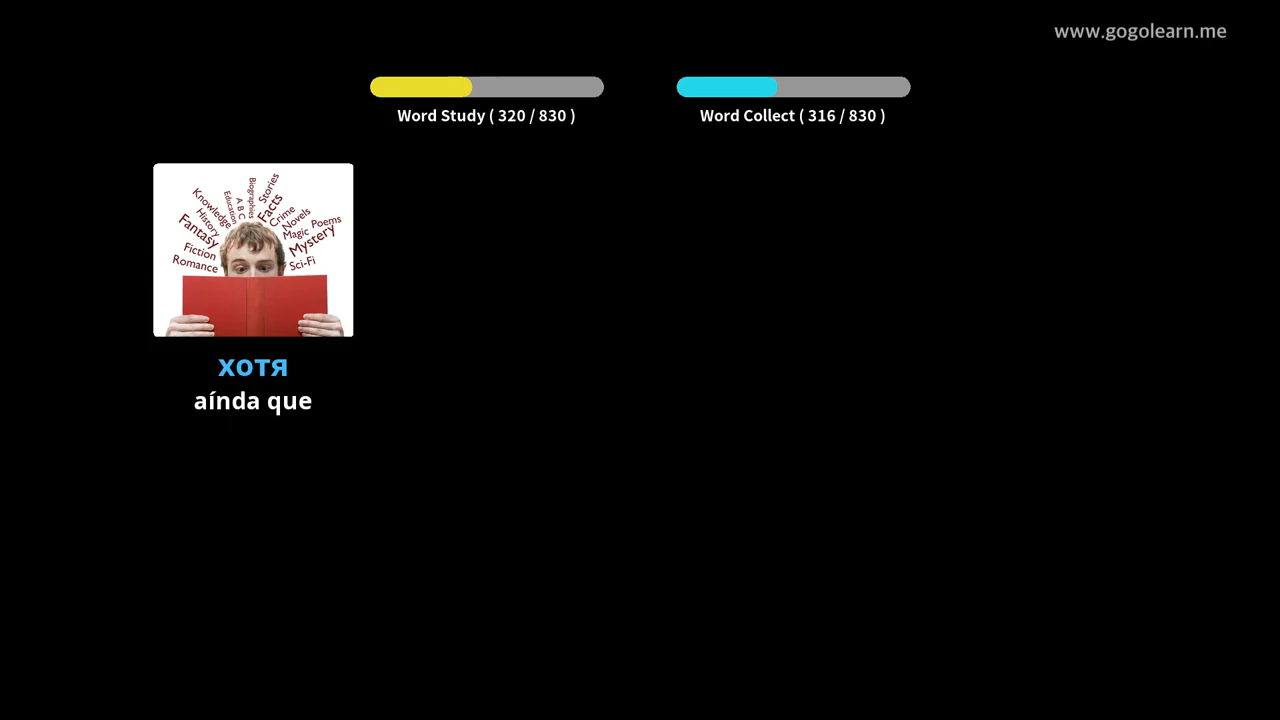 www.gogolearn.me
Word Study ( 320 / 830 )
Word Collect ( 316 / 830 )
Stories
Biographies
Facts
A B C
Education
Knowledge
Crime
History
Novels
Poems
Magic
Fantasy
Mystery
Fiction
Sci-Fi
Romance
хотя
aínda que